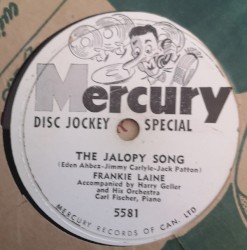 Mercury
DISC JOCKEY SPECIAL
THE JALOPY SONG
(Eden Ahbez-Jimmy Carlyle-Jack Patton)
FRANKIE LAINE
Accompanied by Harry Geller
and His Orchestra
Carl Fischer, Piano
5581
MERCURY RECORDS OF CAN. LTD